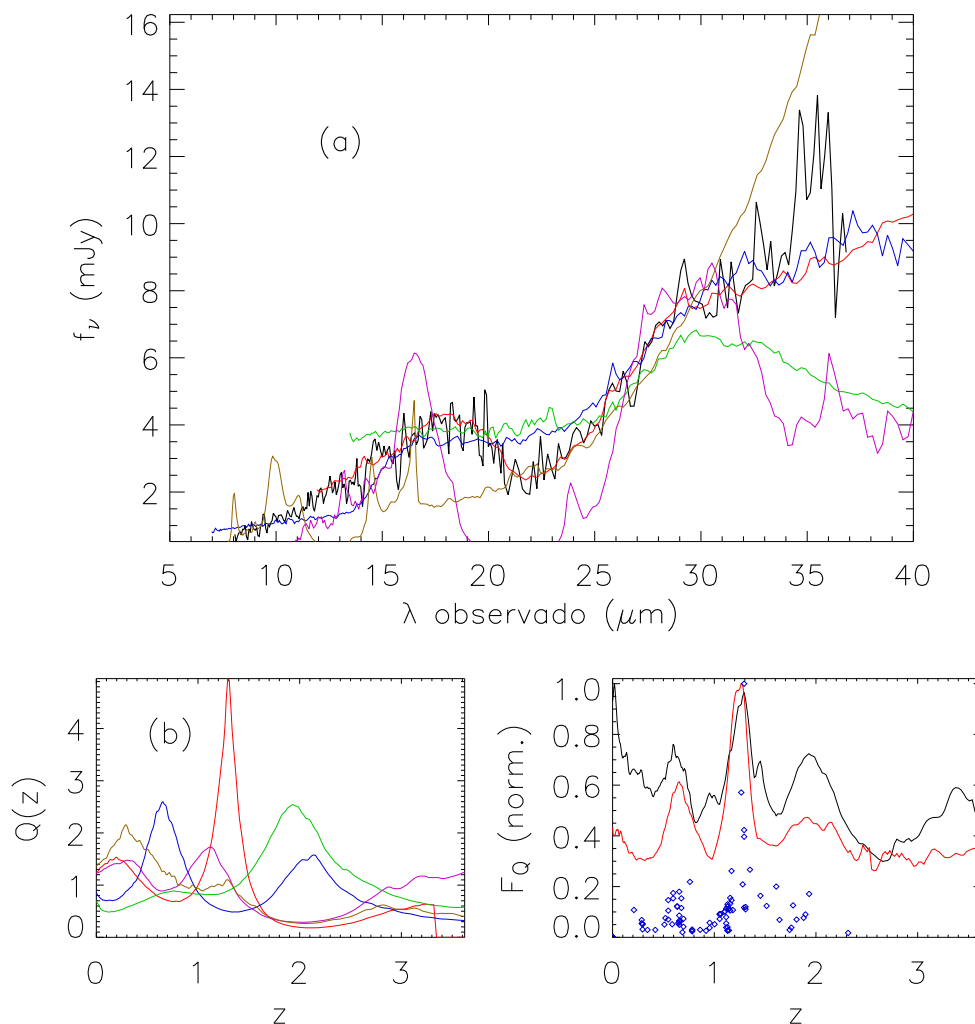 16
14
12
10
8
6
4
2
f_ν (mJy)
(a)
5 10 15 20 25 30 35 40
λ observado (μm)
4
3
2
1
0
Q(z)
(b)
0 1 2 3
z
1.0
0.8
0.6
0.4
0.2
0.0
F_Q (norm.)
0 1 2 3
z